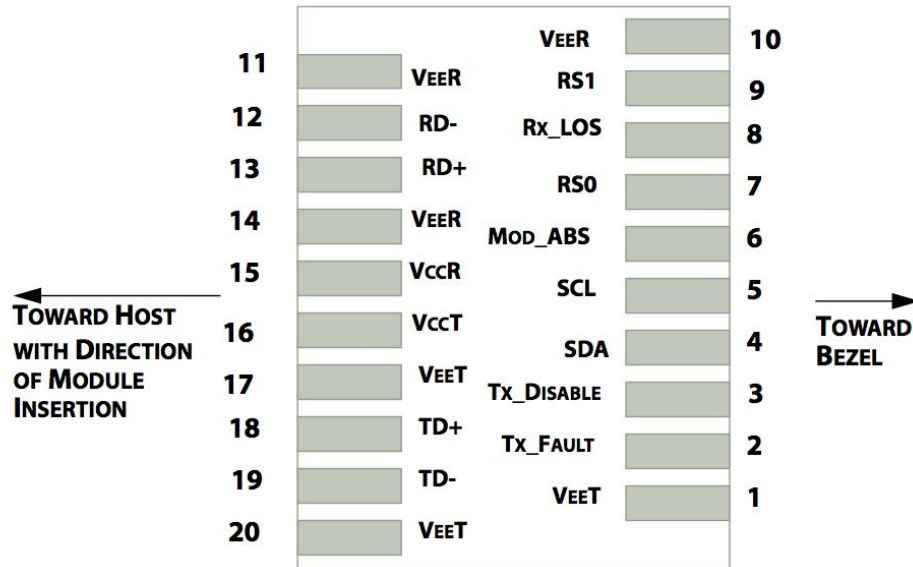 11 VEER
12 RD-
13 RD+
14 VEER
15 VCCR
16 VCCT
17 VEET
18 TD+
19 TD-
20 VEET
VEER 10
RS1 9
RX_LOS 8
RS0 7
MOD_ABS 6
SCL 5
SDA 4
TX_DISABLE 3
TX_FAULT 2
VEET 1
TOWARD HOST
WITH DIRECTION
OF MODULE
INSERTION
TOWARD
BEZEL